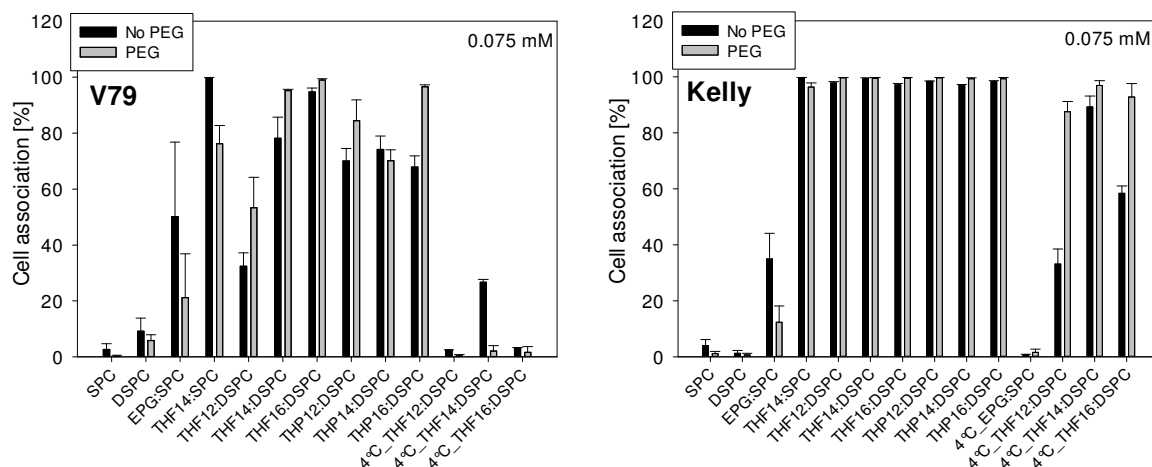 No PEG
PEG
0.075 mM
V79
Cell association [%]
120
100
80
60
40
20
0
SPC
DSPC
EPG:SPC
THF14:SPC
THF12:DSPC
THF14:DSPC
THF16:DSPC
THP12:DSPC
THP14:DSPC
THP16:DSPC
4°C_THF12:DSPC
4°C_THF14:DSPC
4°C_THF16:DSPC
No PEG
PEG
0.075 mM
Kelly
Cell association [%]
120
100
80
60
40
20
0
SPC
DSPC
EPG:SPC
THF14:SPC
THF12:DSPC
THF14:DSPC
THF16:DSPC
THP12:DSPC
THP14:DSPC
THP16:DSPC
4°C_EPG:SPC
4°C_THF12:DSPC
4°C_THF14:DSPC
4°C_THF16:DSPC